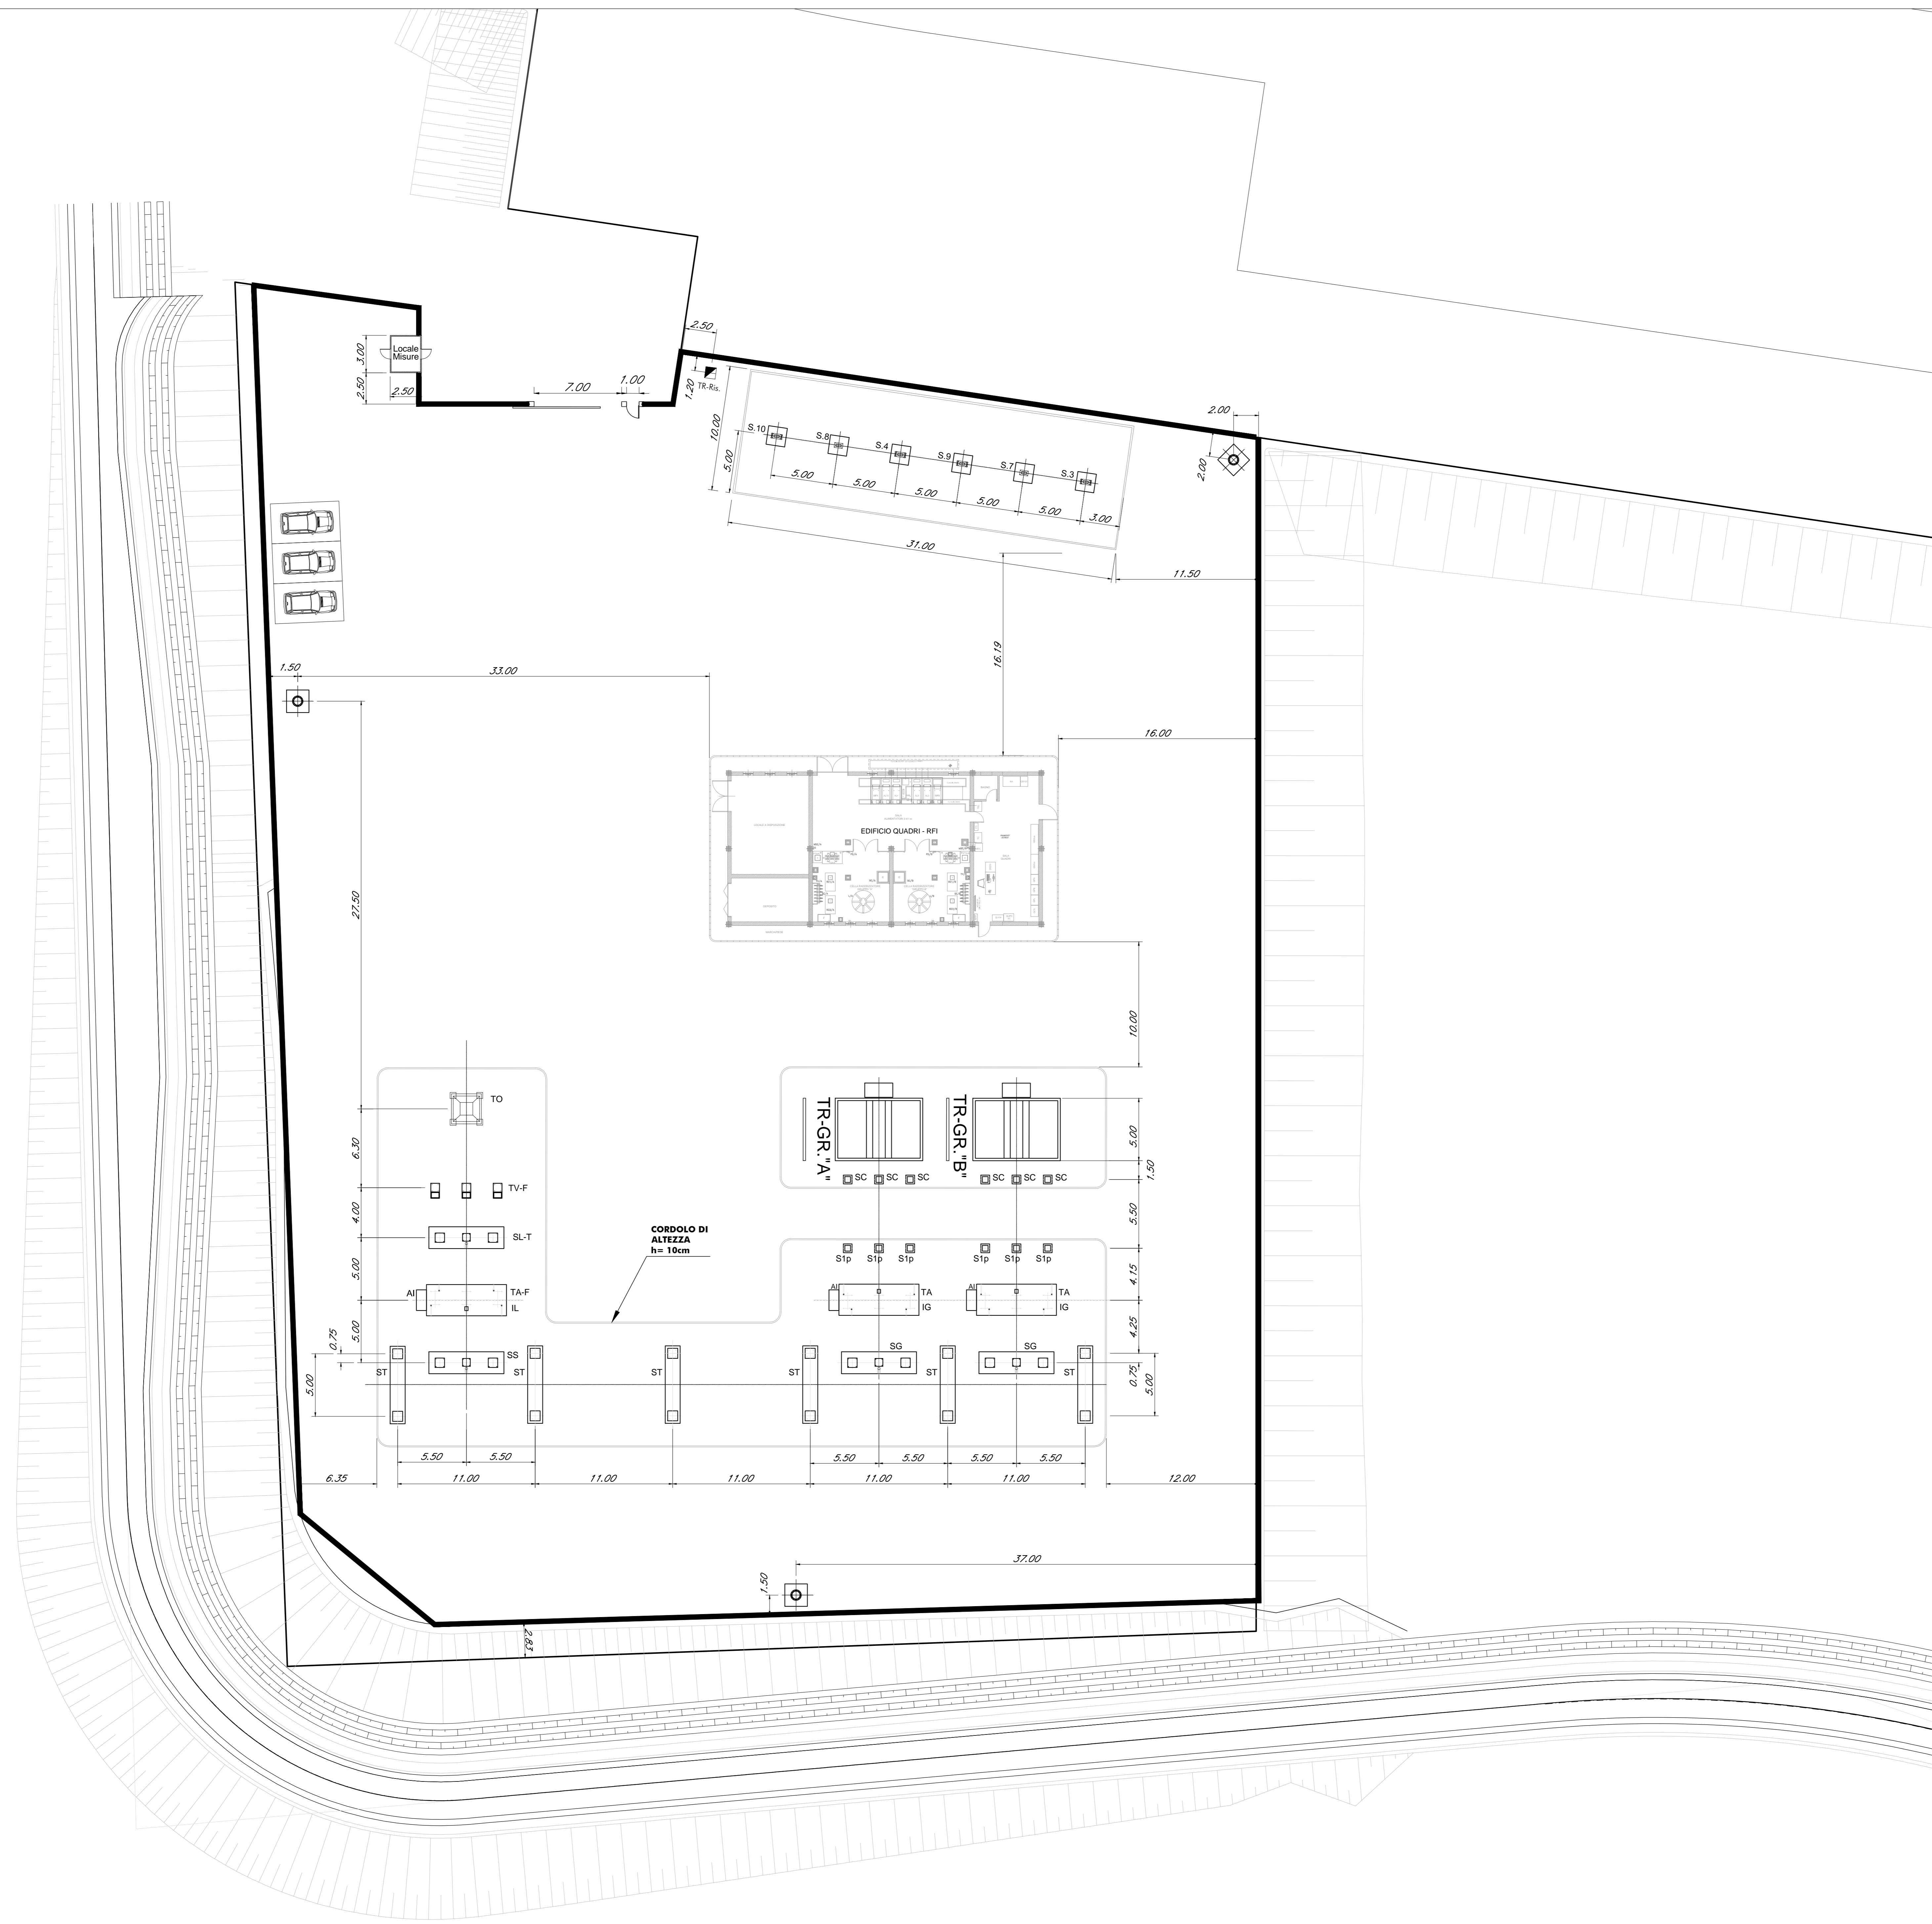 2.50
Locale
Misure
3.00
2.50
2.50
7.00
1.00
1.20
TR-Ris.
10.00
5.00
S.10
S.8
S.4
S.9
S.7
S.3
5.00
5.00
5.00
5.00
5.00
3.00
31.00
2.00
2.00
11.50
16.19
1.50
33.00
16.00
EDIFICIO QUADRI - RFI
27.50
10.00
TO
TR-GR."A"
TR-GR."B"
5.00
6.30
1.50
SC
SC
SC
SC
SC
SC
TV-F
4.00
5.50
SL-T
CORDOLO DI
ALTEZZA
h= 10cm
S1p
S1p
S1p
S1p
S1p
S1p
5.00
4.15
AI
TA-F
IL
AI
TA
IG
AI
TA
IG
5.00
0.75
4.25
SS
SG
SG
ST
ST
ST
ST
ST
ST
5.00
0.75
5.00
5.50
5.50
5.50
5.50
5.50
5.50
6.35
11.00
11.00
11.00
11.00
11.00
12.00
37.00
1.50
2.83